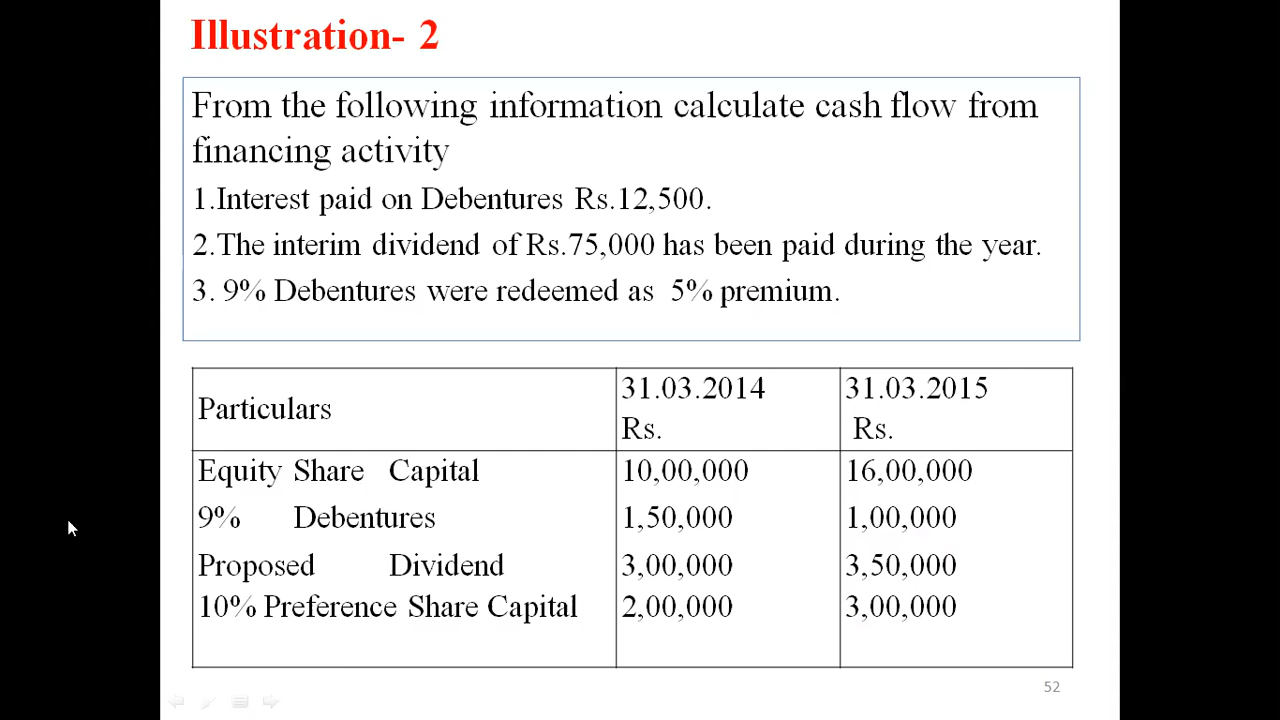 Illustration- 2
From the following information calculate cash flow from
financing activity
1.Interest paid on Debentures Rs.12,500.
2.The interim dividend of Rs.75,000 has been paid during the year.
3. 9% Debentures were redeemed as 5% premium.
Particulars 31.03.2014 Rs. 31.03.2015 Rs.
Equity Share Capital 10,00,000 16,00,000
9% Debentures 1,50,000 1,00,000
Proposed Dividend 3,00,000 3,50,000
10% Preference Share Capital 2,00,000 3,00,000
52